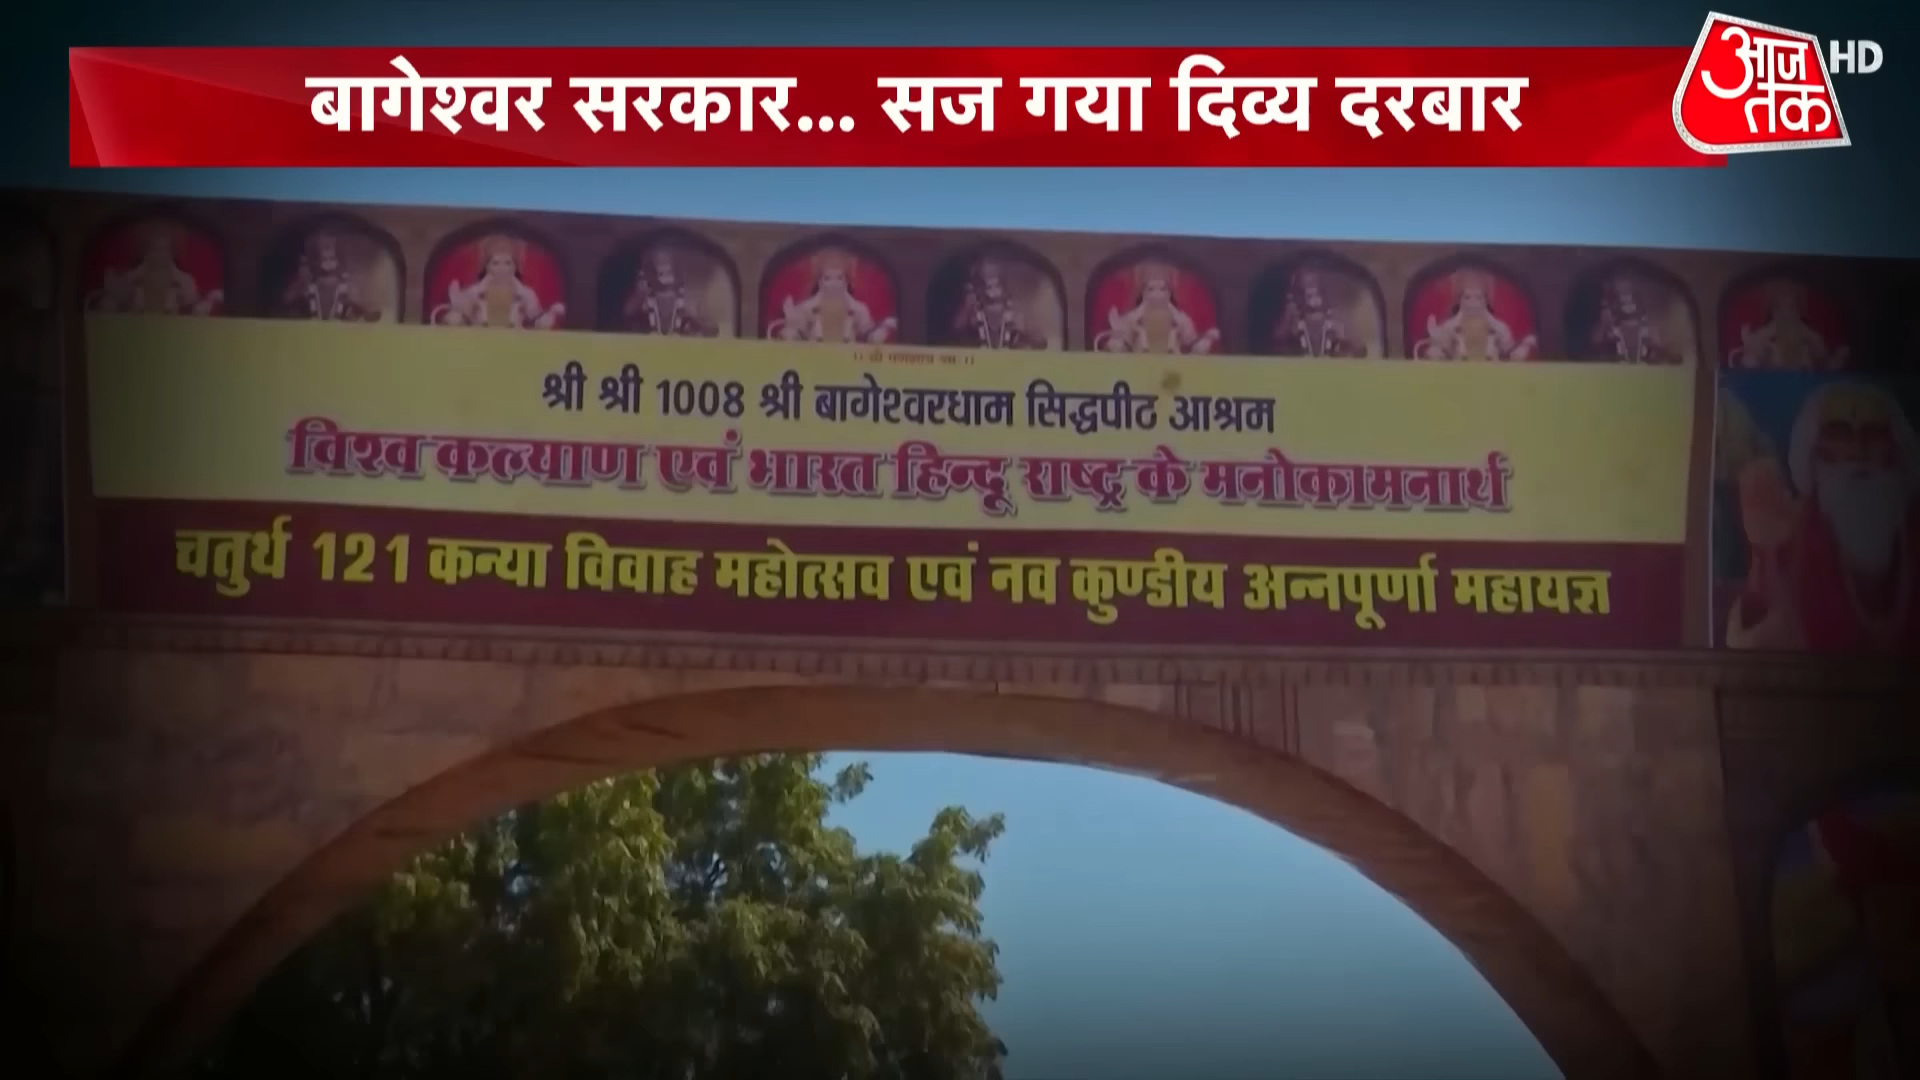 बागेश्वर सरकार... सज गया दिव्य दरबार
आज
तक
HD
श्री श्री 1008 श्री बागेश्वरधाम सिद्धपीठ आश्रम
विश्व कल्याण एवं भारत हिन्दू राष्ट्र के मनोकामनार्थ
चतुर्थ 121 कन्या विवाह महोत्सव एवं नव कुण्डीय अन्नपूर्णा महायज्ञ